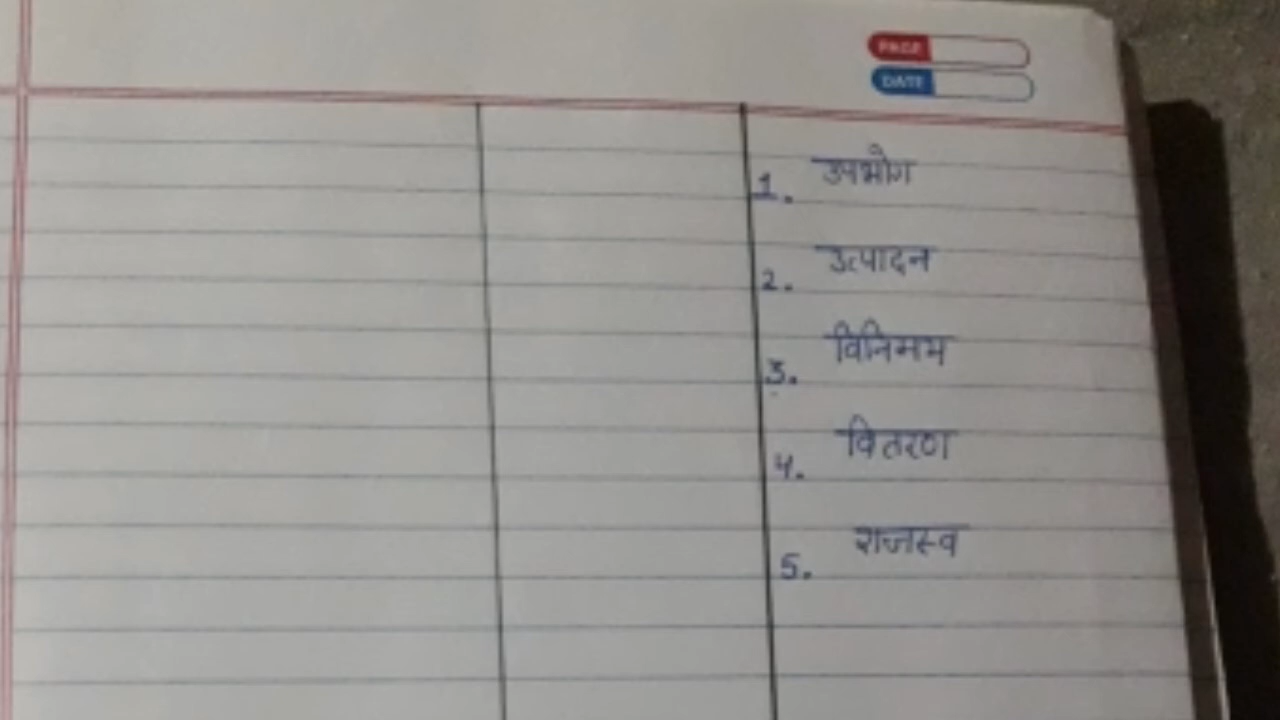 PAGE
DATE
1. उपभोग
2. उत्पादन
3. विनिमय
4. वितरण
5. राजस्व